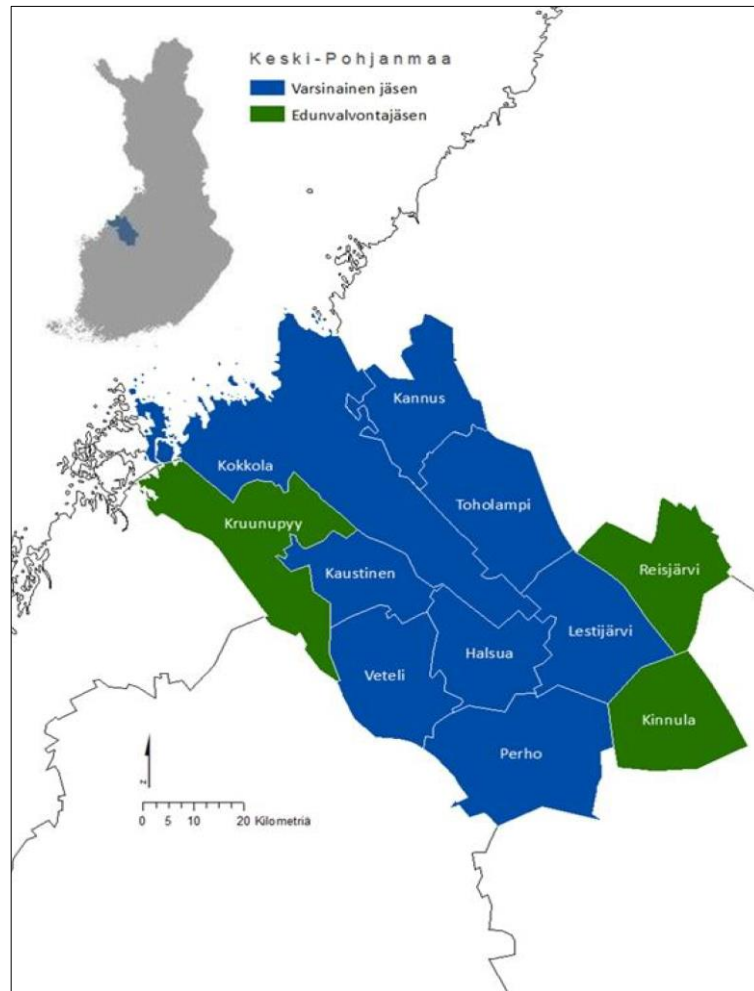 Keski-Pohjanmaa
Varsinainen jäsen
Edunvalvontajäsen
Kannus
Kokkola
Toholampi
Kruunupyy
Reisjärvi
Kaustinen
Lestijärvi
Halsua
Veteli
Kinnula
Perho
N
0 5 10 20 Kilometria